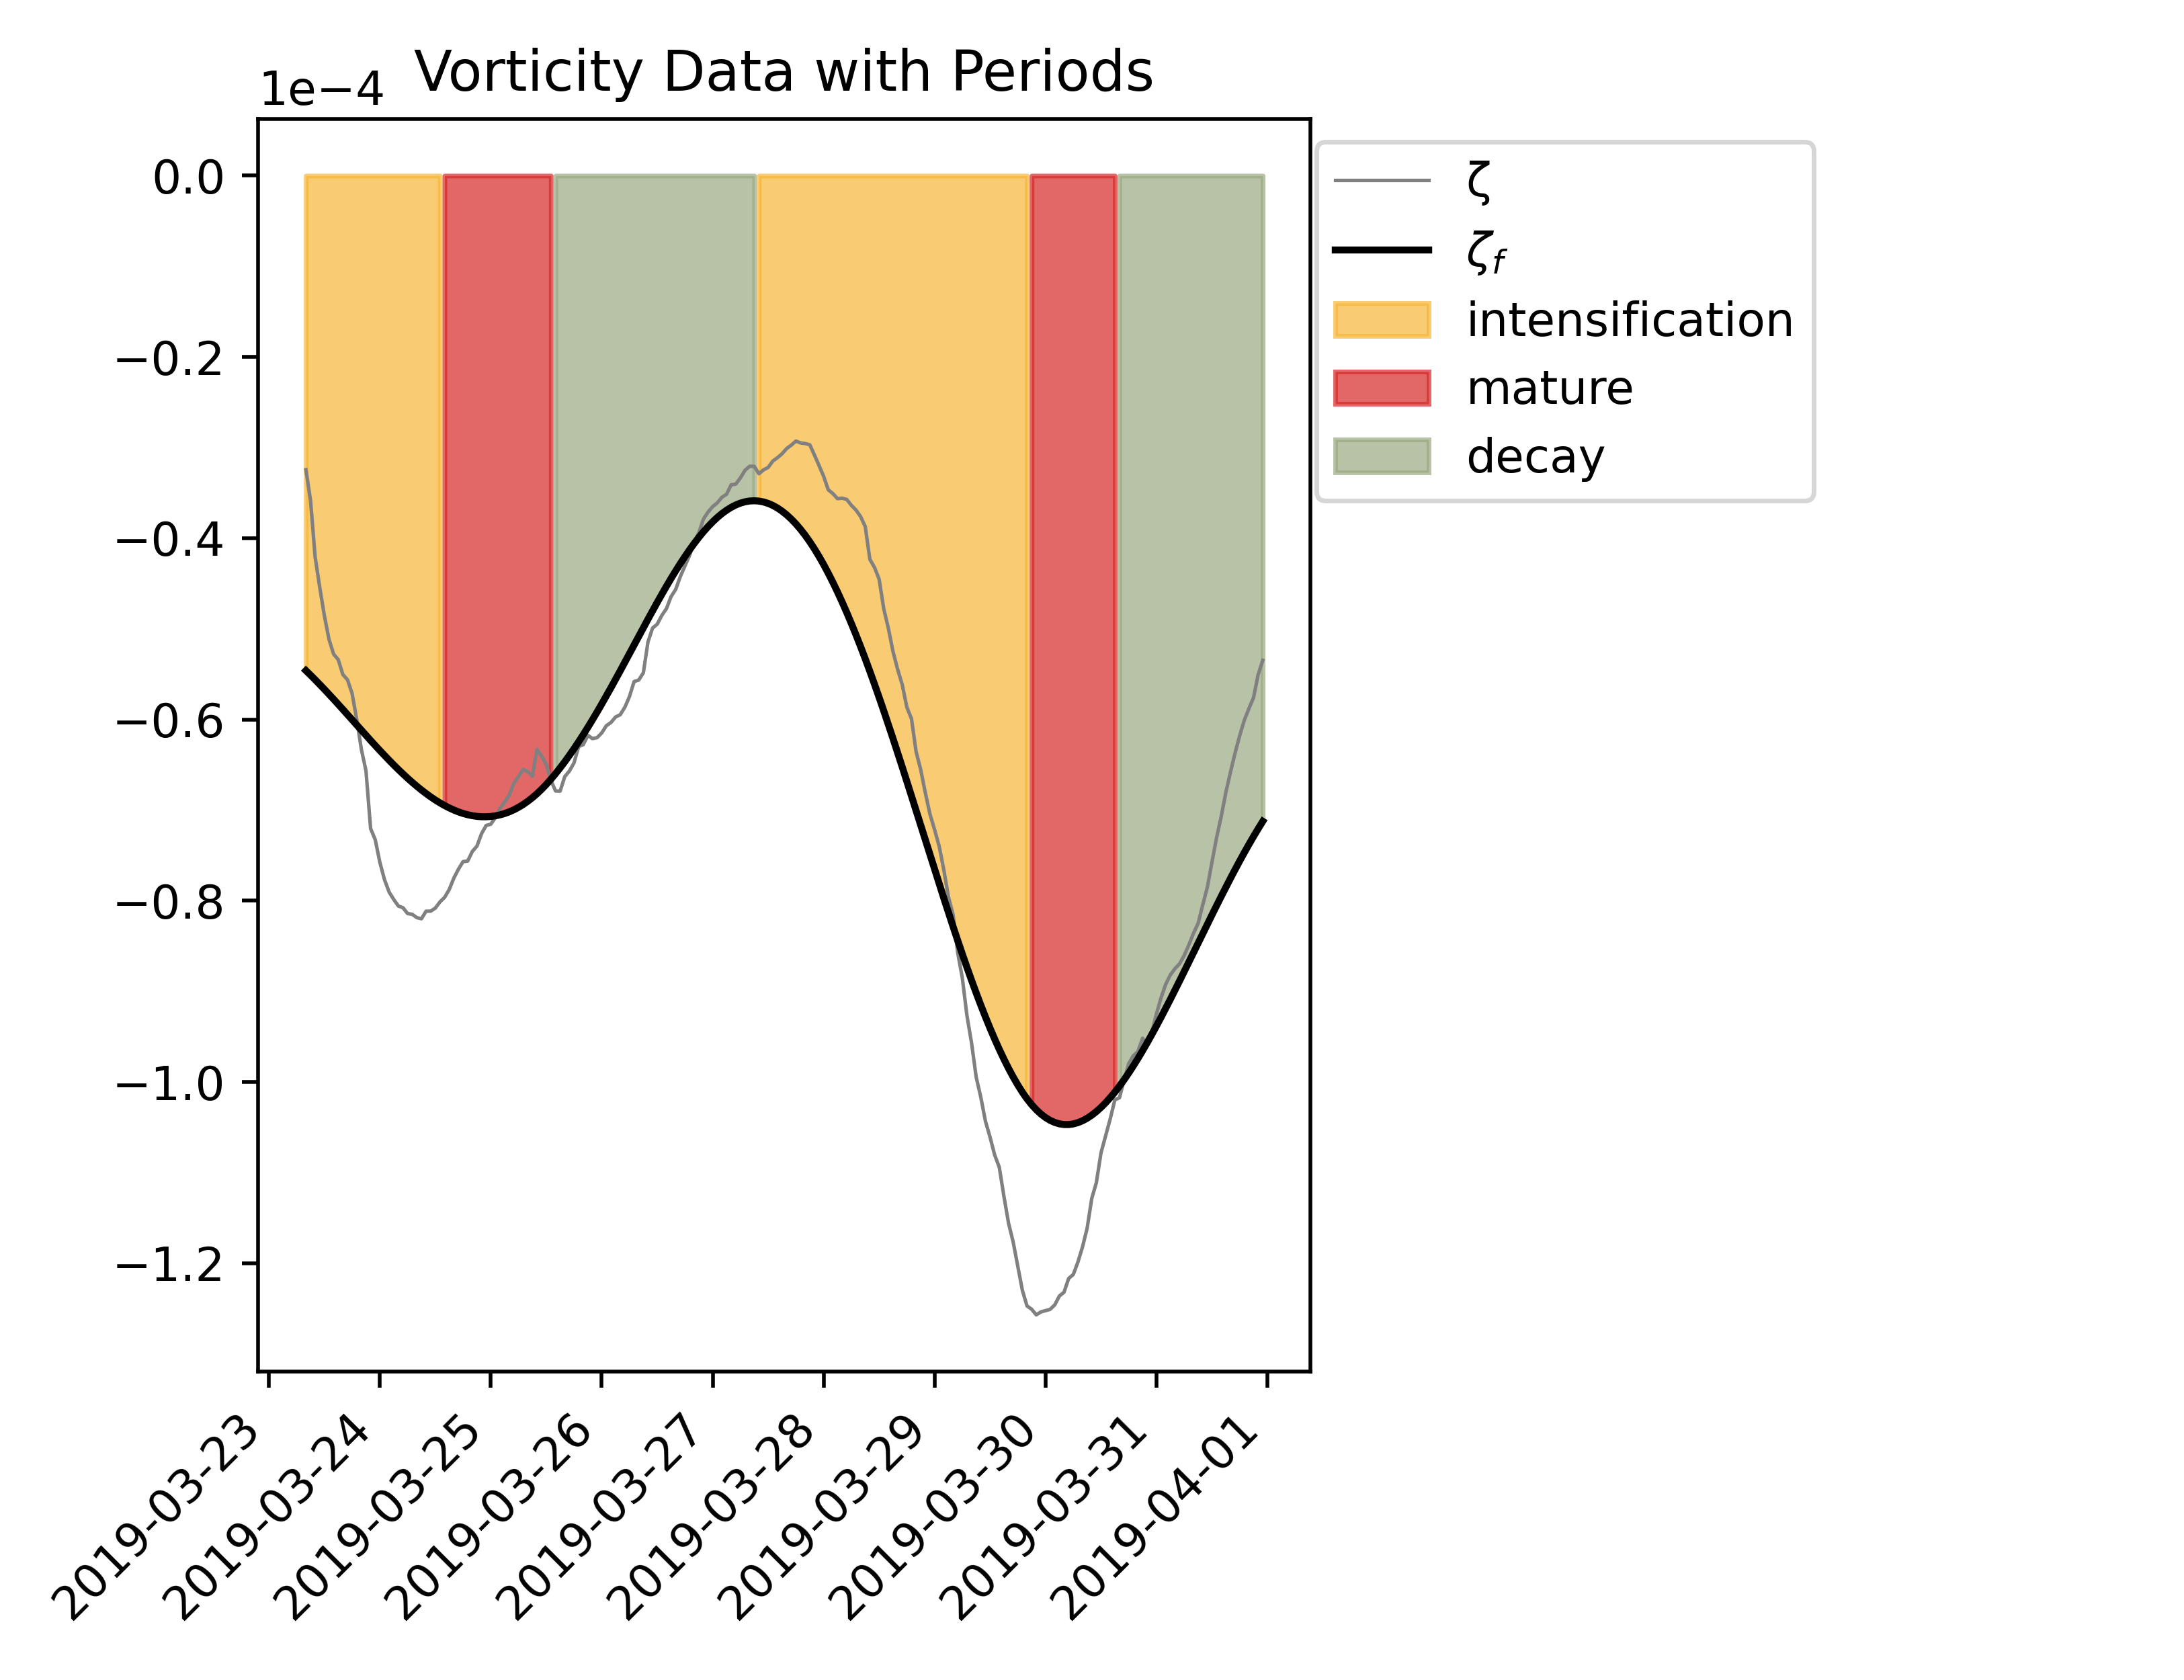 Vorticity Data with Periods
1e−4
0.0
−0.2
−0.4
−0.6
−0.8
−1.0
−1.2
2019-03-23
2019-03-24
2019-03-25
2019-03-26
2019-03-27
2019-03-28
2019-03-29
2019-03-30
2019-03-31
2019-04-01
ζ
ζf
intensification
mature
decay